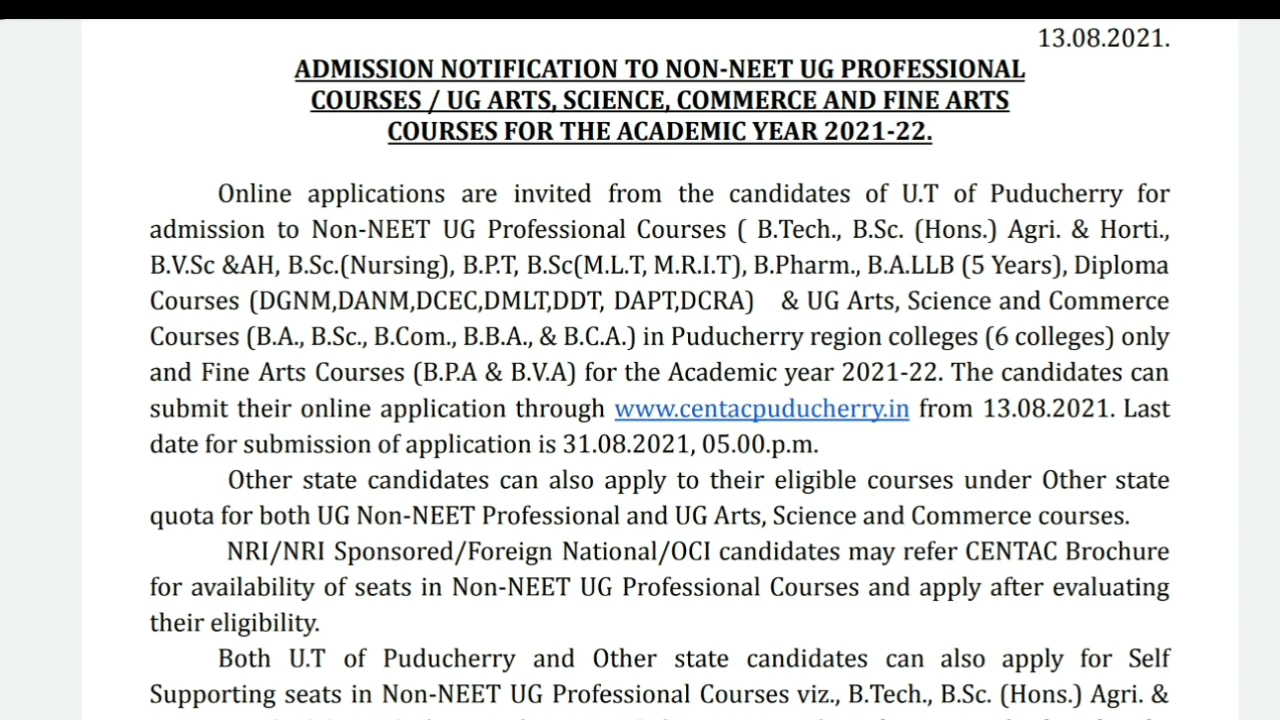 13.08.2021.
ADMISSION NOTIFICATION TO NON-NEET UG PROFESSIONAL
COURSES / UG ARTS, SCIENCE, COMMERCE AND FINE ARTS
COURSES FOR THE ACADEMIC YEAR 2021-22.
Online applications are invited from the candidates of U.T of Puducherry for
admission to Non-NEET UG Professional Courses ( B.Tech., B.Sc. (Hons.) Agri. & Horti.,
B.V.Sc &AH, B.Sc.(Nursing), B.P.T, B.Sc(M.L.T, M.R.I.T), B.Pharm., B.A.LLB (5 Years), Diploma
Courses (DGNM,DANM,DCEC,DMLT,DDT, DAPT,DCRA) & UG Arts, Science and Commerce
Courses (B.A., B.Sc., B.Com., B.B.A., & B.C.A.) in Puducherry region colleges (6 colleges) only
and Fine Arts Courses (B.P.A & B.V.A) for the Academic year 2021-22. The candidates can
submit their online application through www.centacpuducherry.in from 13.08.2021. Last
date for submission of application is 31.08.2021, 05.00.p.m.
Other state candidates can also apply to their eligible courses under Other state
quota for both UG Non-NEET Professional and UG Arts, Science and Commerce courses.
NRI/NRI Sponsored/Foreign National/OCI candidates may refer CENTAC Brochure
for availability of seats in Non-NEET UG Professional Courses and apply after evaluating
their eligibility.
Both U.T of Puducherry and Other state candidates can also apply for Self
Supporting seats in Non-NEET UG Professional Courses viz., B.Tech., B.Sc. (Hons.) Agri. &